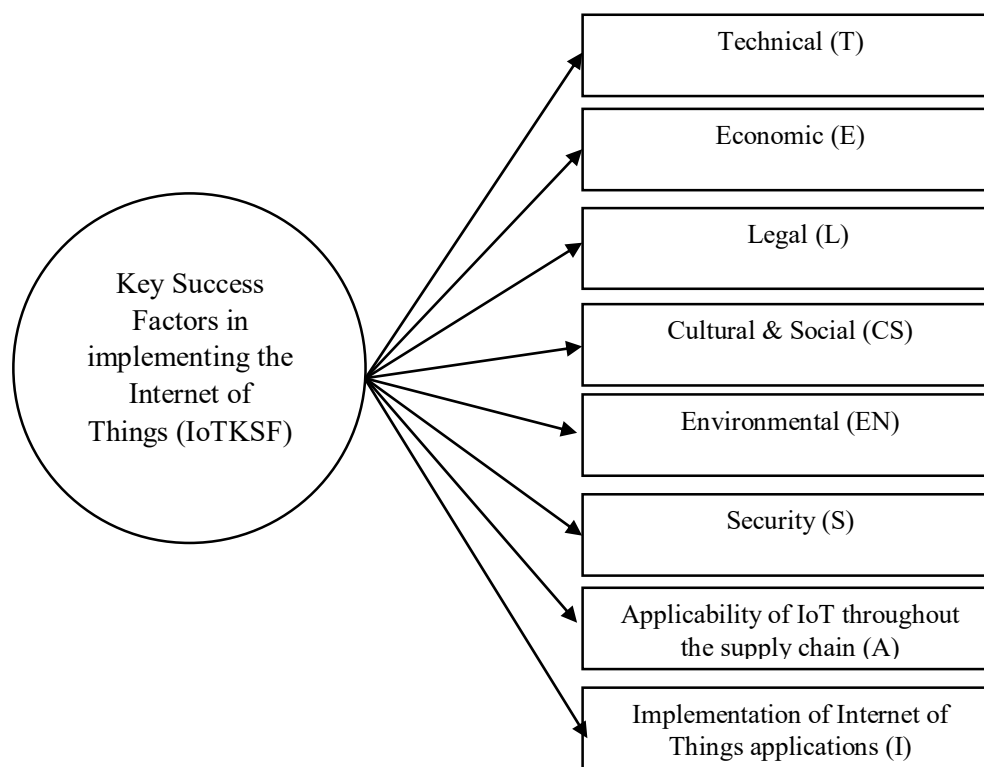 Key Success
Factors in
implementing the
Internet of
Things (IoTKSF)
Technical (T)
Economic (E)
Legal (L)
Cultural & Social (CS)
Environmental (EN)
Security (S)
Applicability of IoT throughout
the supply chain (A)
Implementation of Internet of
Things applications (I)